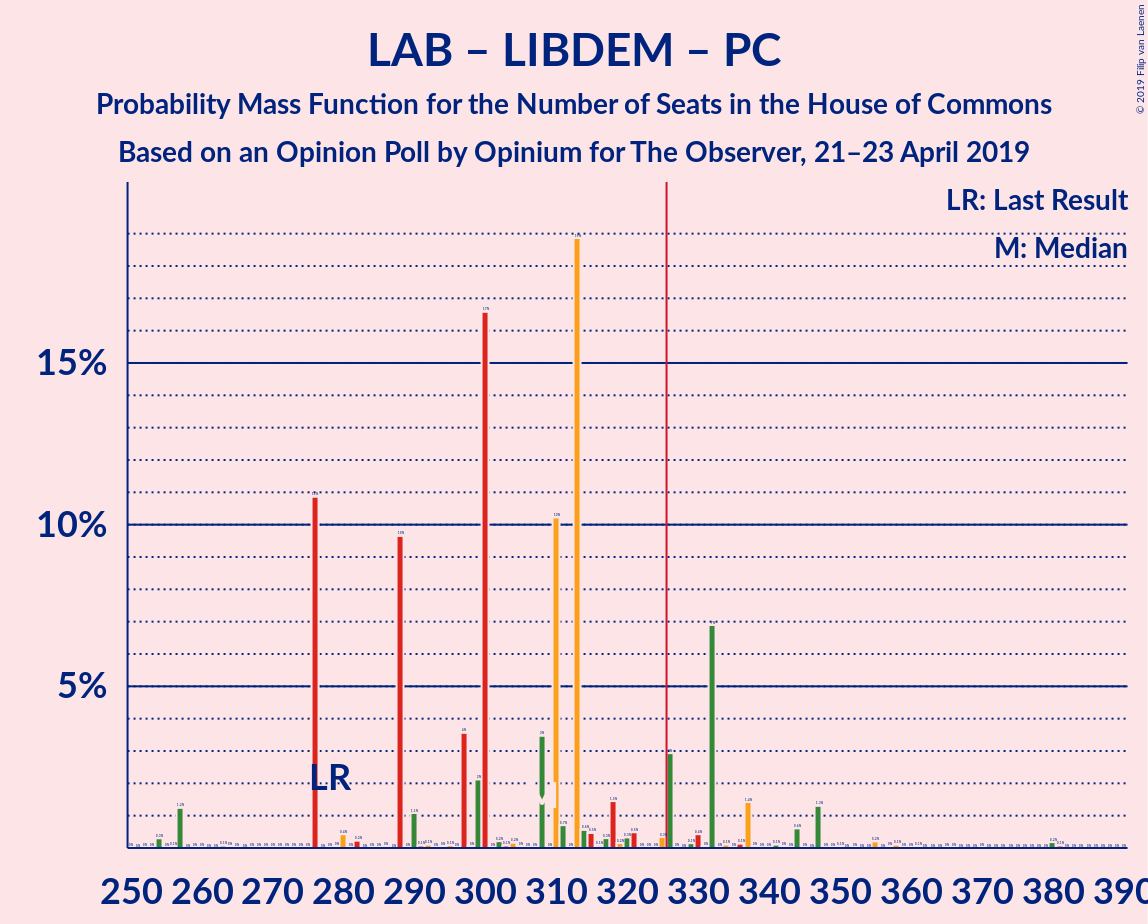 LAB – LIBDEM – PC
Probability Mass Function for the Number of Seats in the House of Commons
Based on an Opinion Poll by Opinium for The Observer, 21–23 April 2019
© 2019 Filip van Laenen
LR: Last Result
M: Median
15%
10%
5%
LR
250 260 270 280 290 300 310 320 330 340 350 360 370 380 390